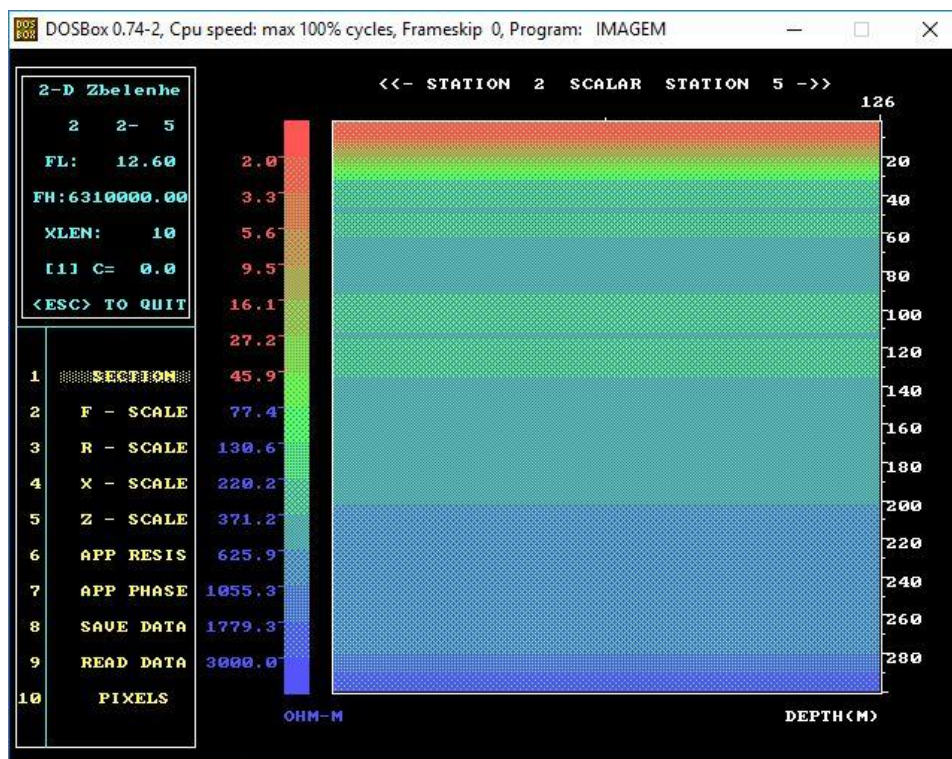 DOSBox 0.74-2, Cpu speed: max 100% cycles, Frameskip 0, Program: IMAGEM
2-D Zbelenhe
2 2- 5
FL: 12.60
FH:6310000.00
XLEN: 10
[1] C= 0.0
<ESC> TO QUIT
1 SECTION
2 F - SCALE
3 R - SCALE
4 X - SCALE
5 Z - SCALE
6 APP RESIS
7 APP PHASE
8 SAVE DATA
9 READ DATA
10 PIXELS
<<- STATION 2 SCALAR STATION 5 ->>
126
2.0
3.3
5.6
9.5
16.1
27.2
45.9
77.4
130.6
220.2
371.2
625.9
1055.3
1779.3
3000.0
OHM-M
20
40
60
80
100
120
140
160
180
200
220
240
260
280
DEPTH(M)